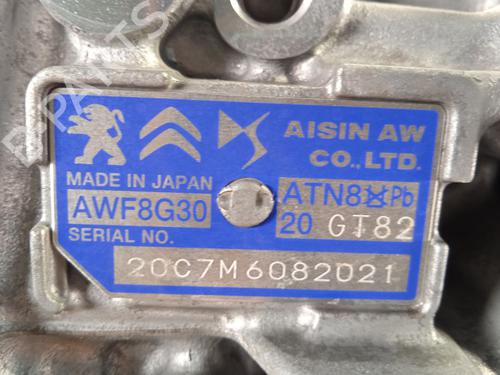 AISIN AW
CO., LTD.
MADE IN JAPAN
AWF8G30
ATN8 Pb
20 GT82
SERIAL NO.
20C7M6082021